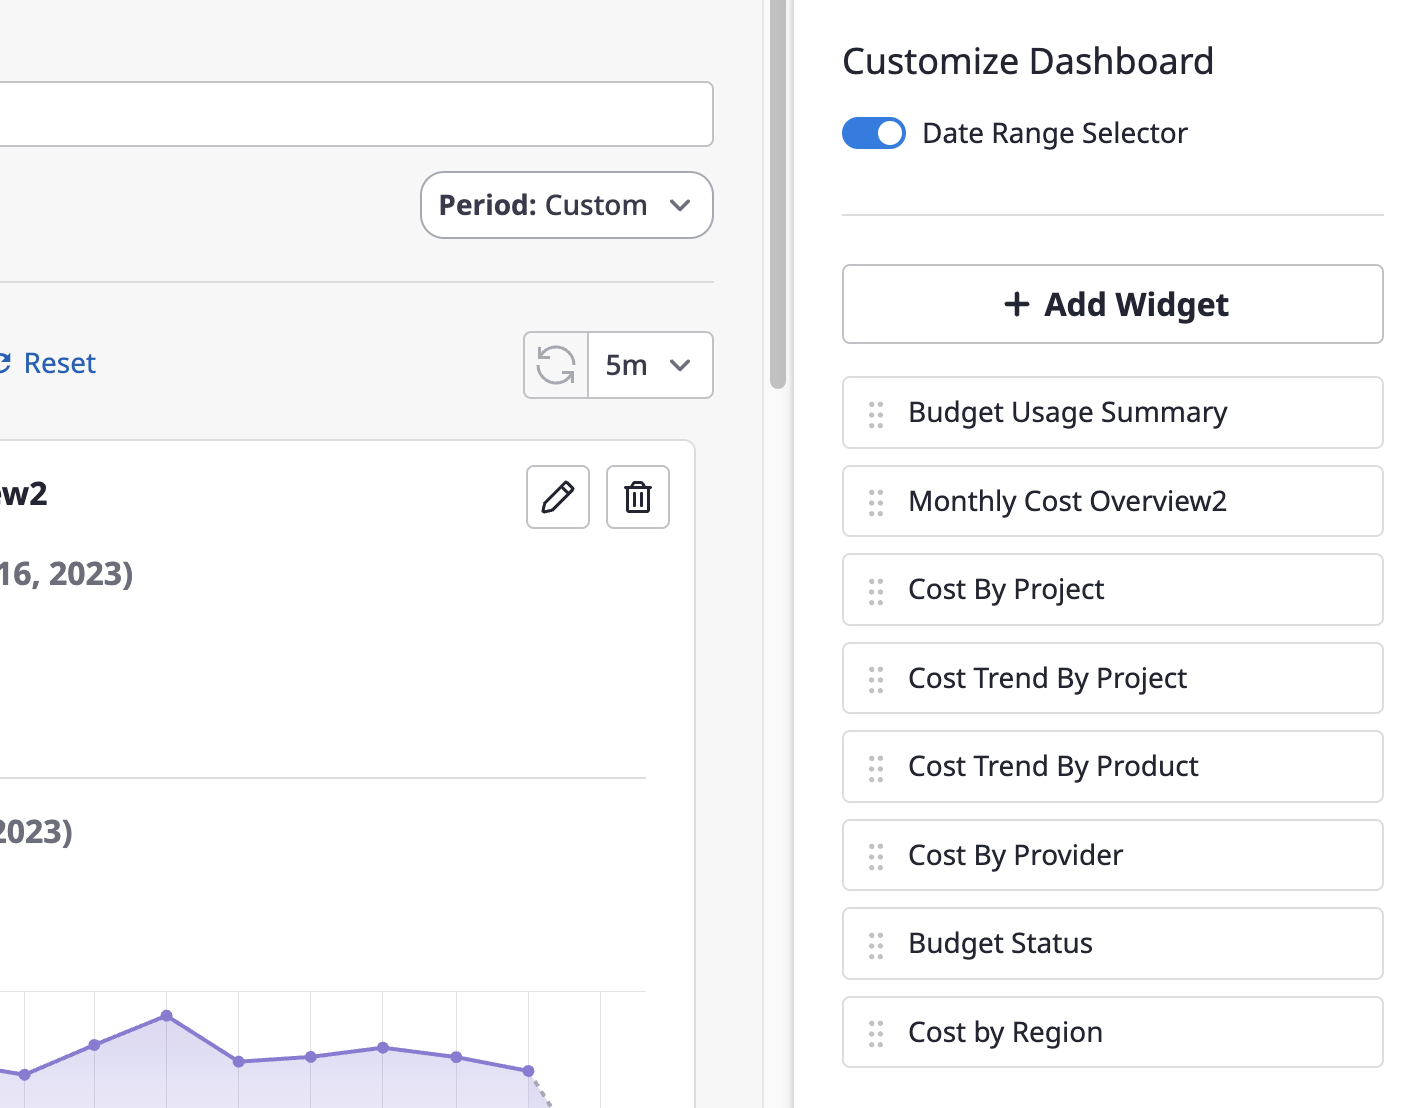 Period: Custom
Reset
5m
ew2
16, 2023)
2023)
Customize Dashboard
Date Range Selector
+ Add Widget
Budget Usage Summary
Monthly Cost Overview2
Cost By Project
Cost Trend By Project
Cost Trend By Product
Cost By Provider
Budget Status
Cost by Region